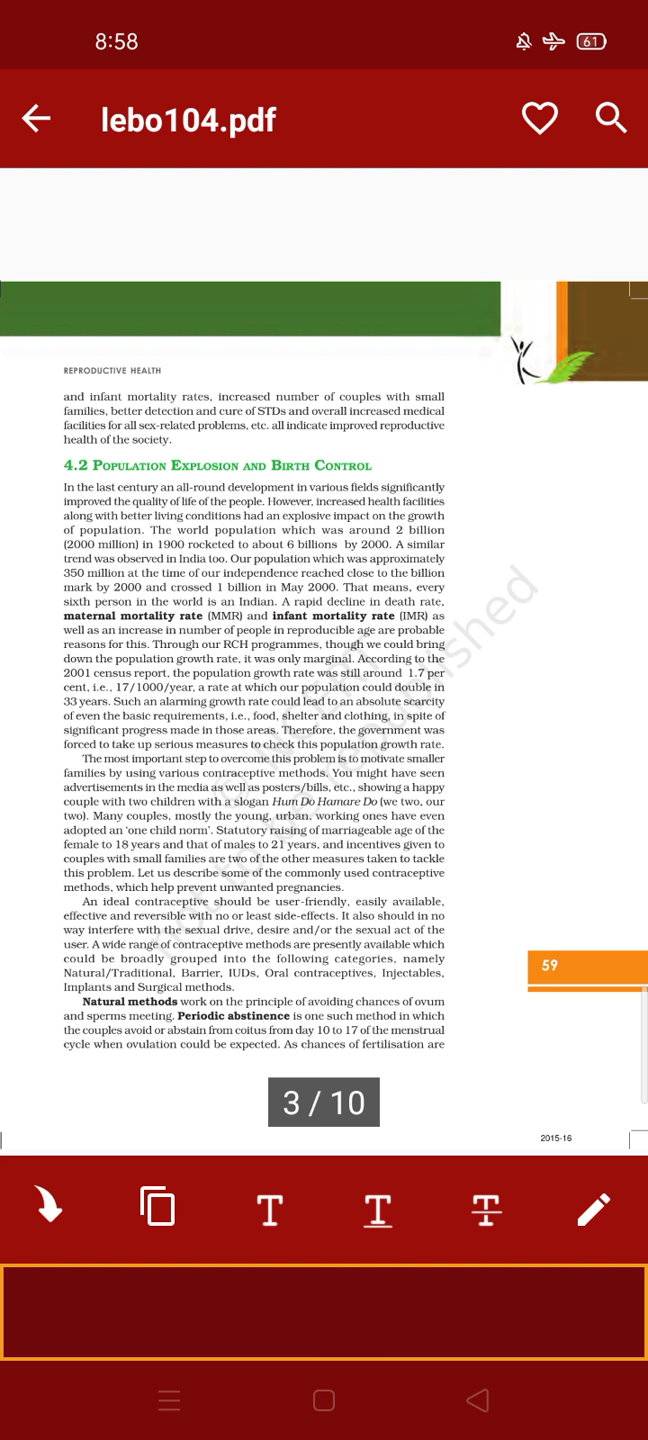 8:58
61
lebo104.pdf
REPRODUCTIVE HEALTH
and infant mortality rates, increased number of couples with small
families, better detection and cure of STDs and overall increased medical
facilities for all sex-related problems, etc. all indicate improved reproductive
health of the society.
4.2 POPULATION EXPLOSION AND BIRTH CONTROL
In the last century an all-round development in various fields significantly
improved the quality of life of the people. However, increased health facilities
along with better living conditions had an explosive impact on the growth
of population. The world population which was around 2 billion
(2000 million) in 1900 rocketed to about 6 billions by 2000. A similar
trend was observed in India too. Our population which was approximately
350 million at the time of our independence reached close to the billion
mark by 2000 and crossed 1 billion in May 2000. That means, every
sixth person in the world is an Indian. A rapid decline in death rate,
maternal mortality rate (MMR) and infant mortality rate (IMR) as
well as an increase in number of people in reproducible age are probable
reasons for this. Through our RCH programmes, though we could bring
down the population growth rate, it was only marginal. According to the
2001 census report, the population growth rate was still around 1.7 per
cent, i.e., 17/1000/year, a rate at which our population could double in
33 years. Such an alarming growth rate could lead to an absolute scarcity
of even the basic requirements, i.e., food, shelter and clothing, in spite of
significant progress made in those areas. Therefore, the government was
forced to take up serious measures to check this population growth rate.
The most important step to overcome this problem is to motivate smaller
families by using various contraceptive methods. You might have seen
advertisements in the media as well as posters/bills, etc., showing a happy
couple with two children with a slogan Hum Do Hamare Do (we two, our
two). Many couples, mostly the young, urban, working ones have even
adopted an 'one child norm'. Statutory raising of marriageable age of the
female to 18 years and that of males to 21 years, and incentives given to
couples with small families are two of the other measures taken to tackle
this problem. Let us describe some of the commonly used contraceptive
methods, which help prevent unwanted pregnancies.
An ideal contraceptive should be user-friendly, easily available,
effective and reversible with no or least side-effects. It also should in no
way interfere with the sexual drive, desire and/or the sexual act of the
user. A wide range of contraceptive methods are presently available which
could be broadly grouped into the following categories, namely
Natural/Traditional, Barrier, IUDs, Oral contraceptives, Injectables,
Implants and Surgical methods.
Natural methods work on the principle of avoiding chances of ovum
and sperms meeting. Periodic abstinence is one such method in which
the couples avoid or abstain from coitus from day 10 to 17 of the menstrual
cycle when ovulation could be expected. As chances of fertilisation are
© NCERT
not to be republished
59
3 / 10
2015-16